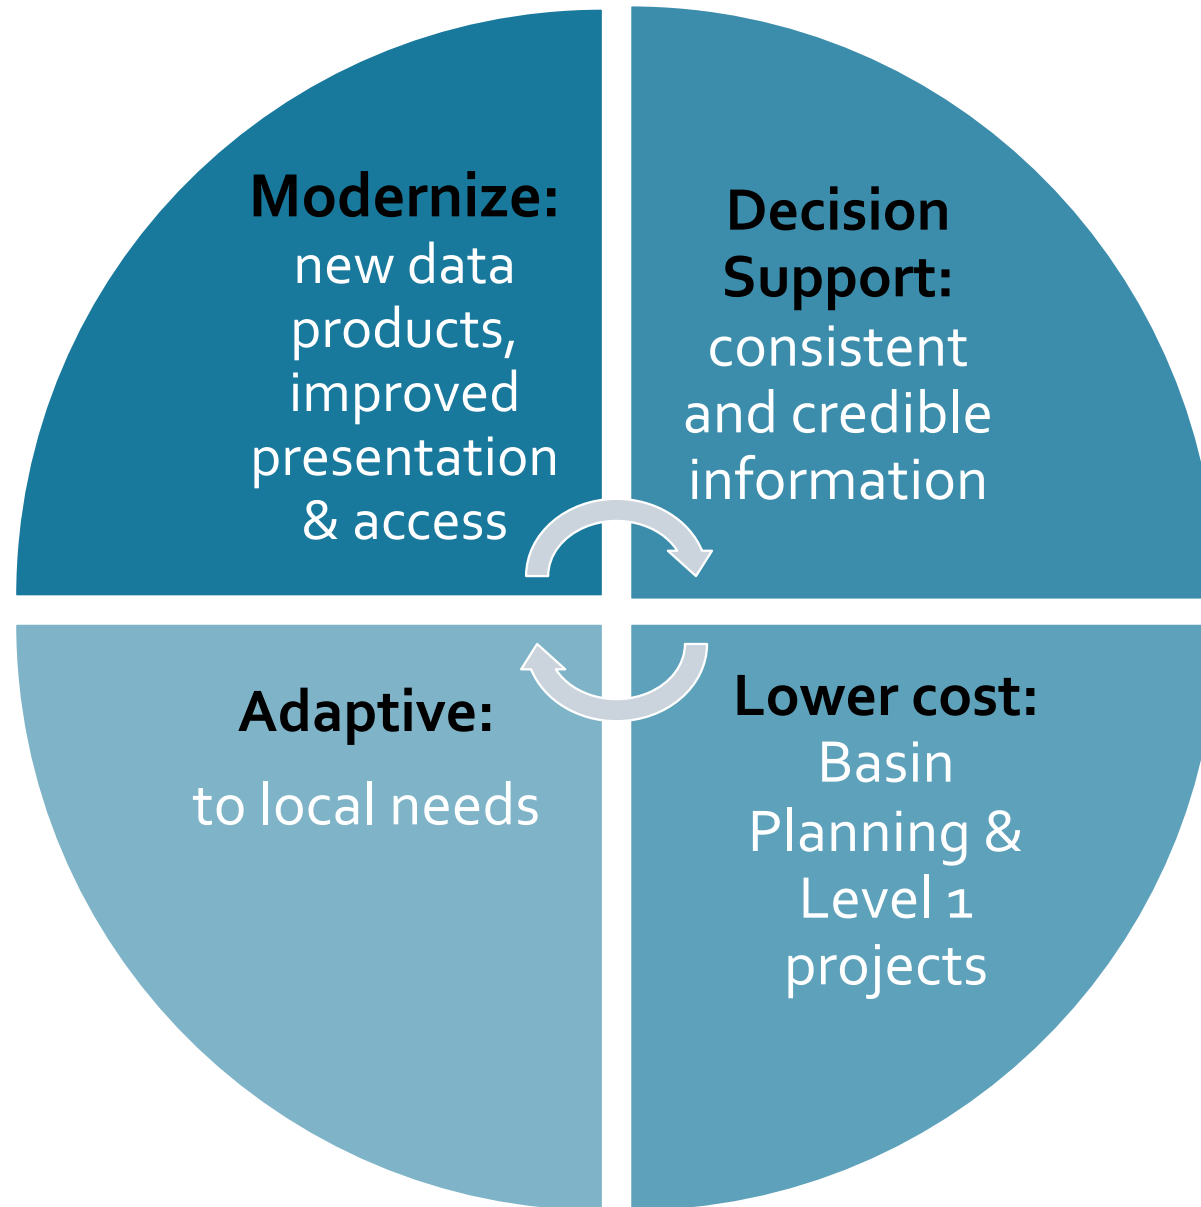 Modernize:
new data
products,
improved
presentation
& access
Decision
Support:
consistent
and credible
information
Adaptive:
to local needs
Lower cost:
Basin
Planning &
Level 1
projects